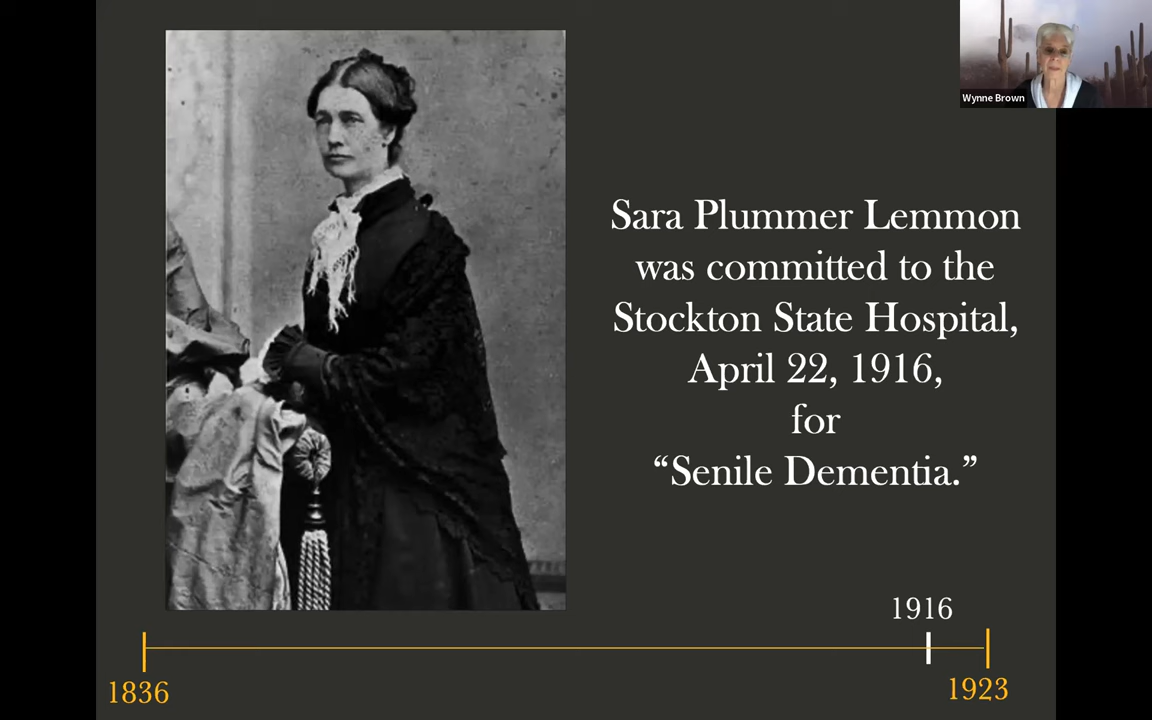 Wynne Brown
Sara Plummer Lemmon
was committed to the
Stockton State Hospital,
April 22, 1916,
for
“Senile Dementia.”
1916
1836
1923